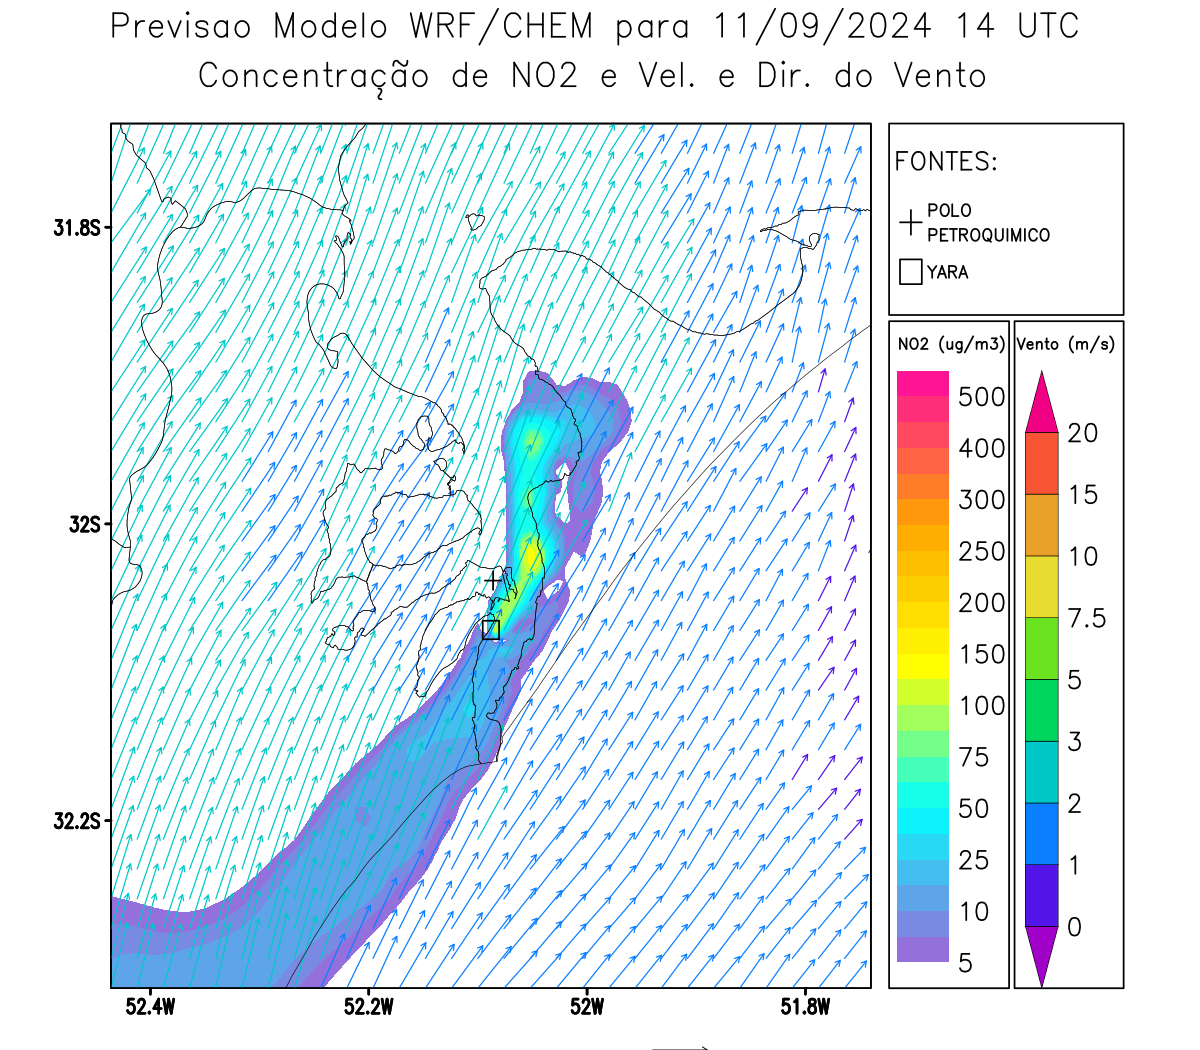 Previsao Modelo WRF/CHEM para 11/09/2024 14 UTC
Concentração de NO2 e Vel. e Dir. do Vento
FONTES:
POLO
PETROQUIMICO
YARA
31.8S
32S
32.2S
52.4W
52.2W
52W
51.8W
NO2 (ug/m3)
500
400
300
250
200
150
100
75
50
25
10
5
Vento (m/s)
20
15
10
7.5
5
3
2
1
0